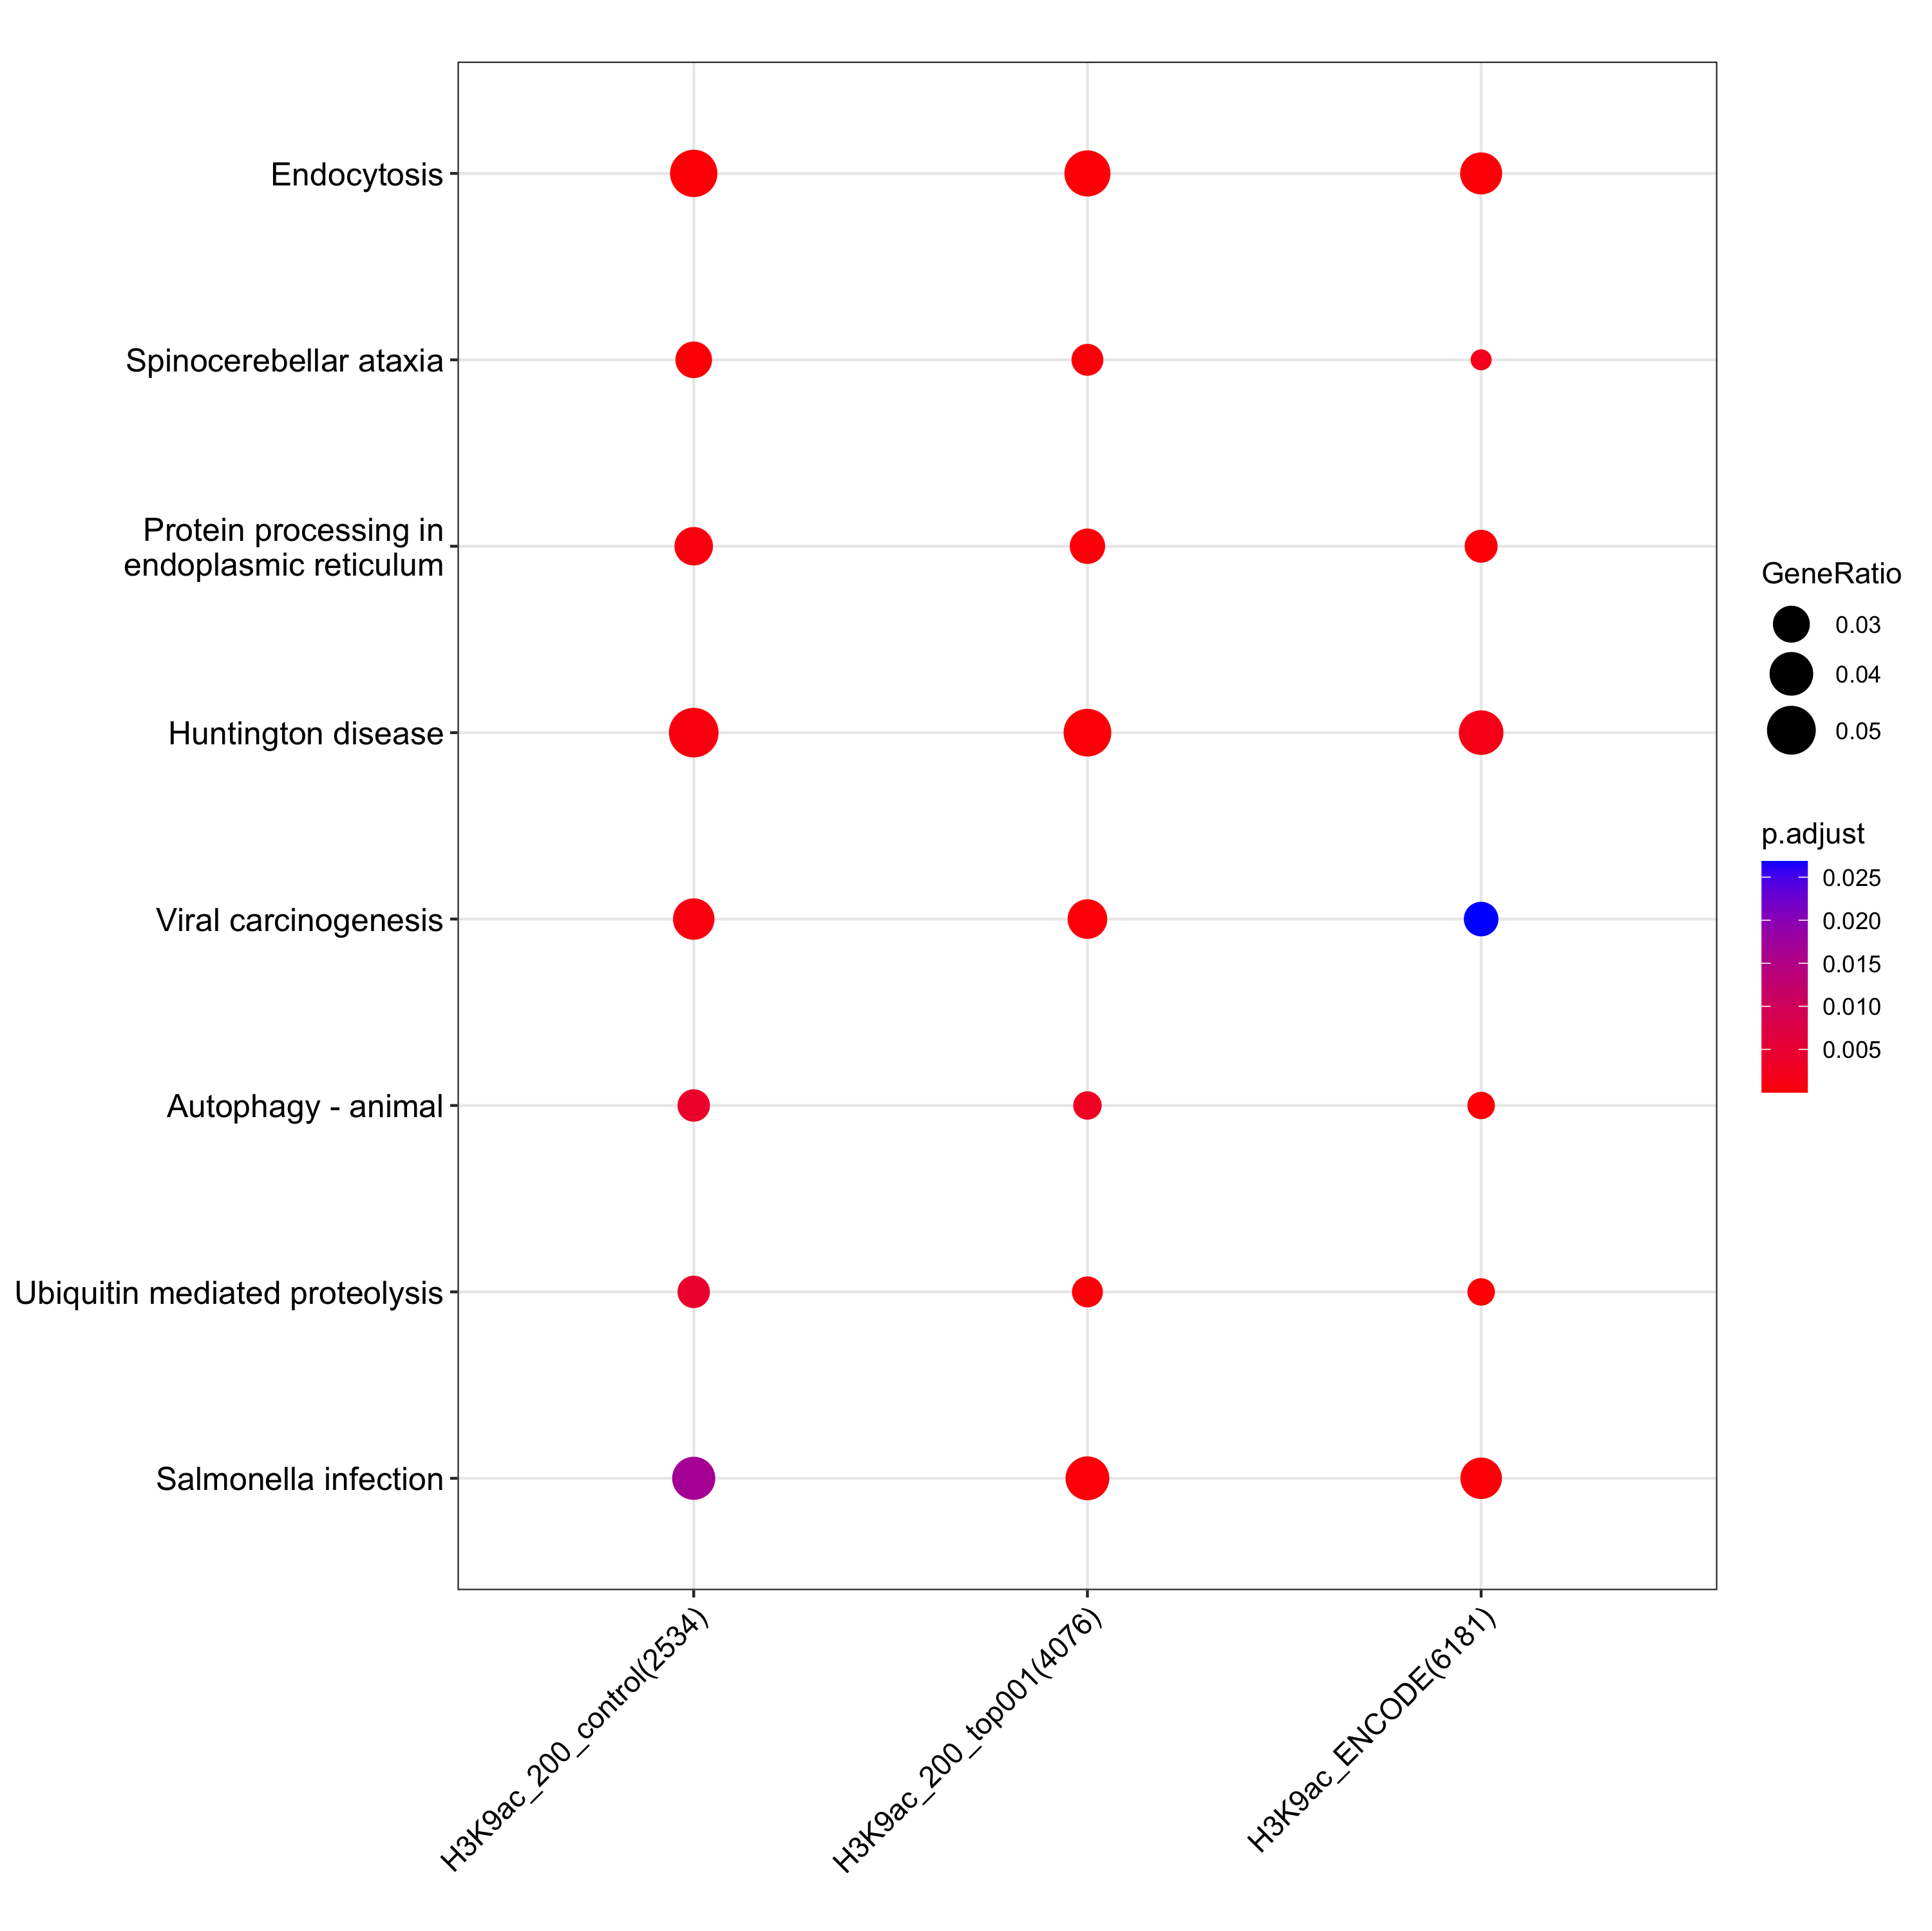 Endocytosis
Spinocerebellar ataxia
Protein processing in
endoplasmic reticulum
Huntington disease
Viral carcinogenesis
Autophagy - animal
Ubiquitin mediated proteolysis
Salmonella infection
H3K9ac_200_control(2534)
H3K9ac_200_top001(4076)
H3K9ac_ENCODE(6181)
GeneRatio
0.03
0.04
0.05
p.adjust
0.025
0.020
0.015
0.010
0.005